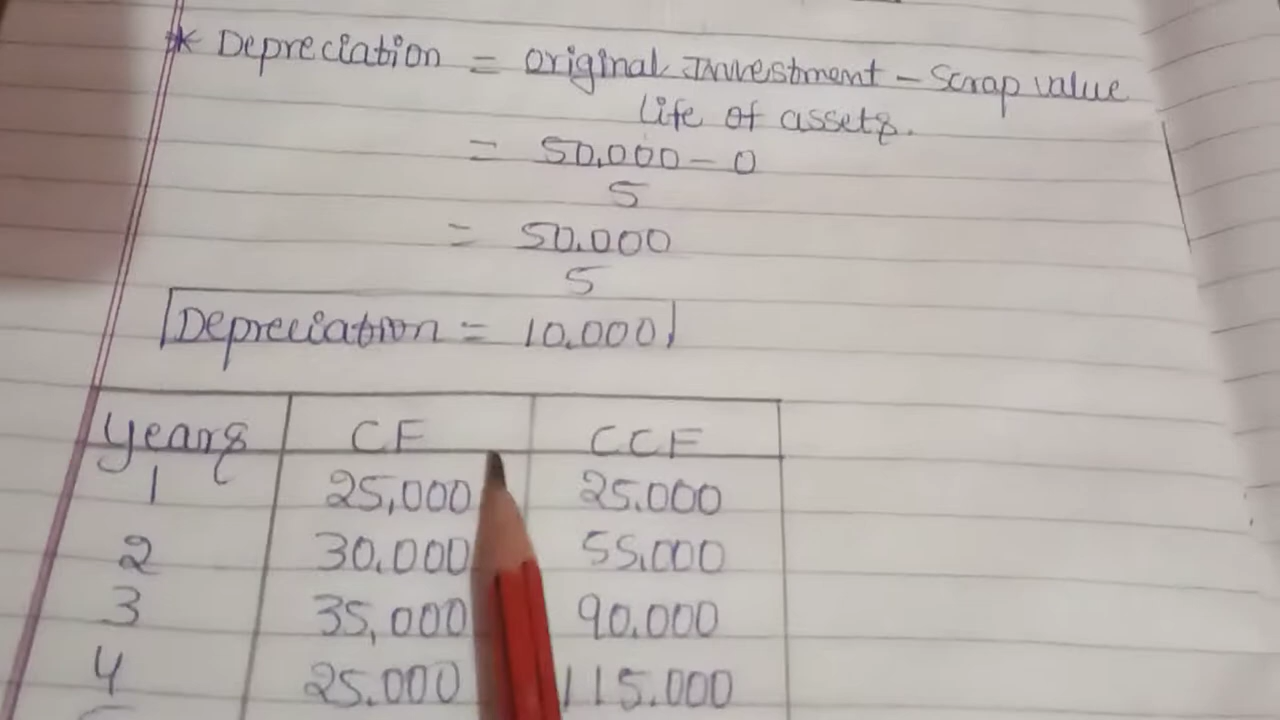 * Depreciation = original Investment - Scrap value
life of assets.
= 50,000 - 0
5
= 50,000
5
Depreciation = 10,000
years CF CCF
1 25,000 25,000
2 30,000 55,000
3 35,000 90,000
4 25,000 115,000